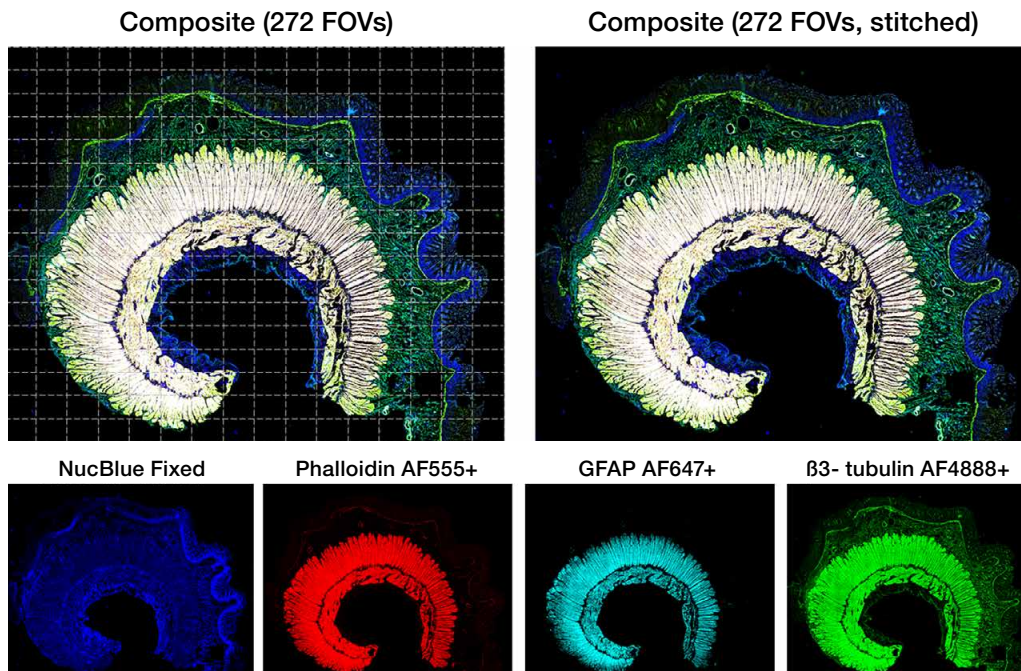 Composite (272 FOVs)
Composite (272 FOVs, stitched)
NucBlue Fixed
Phalloidin AF555+
GFAP AF647+
ß3- tubulin AF4888+